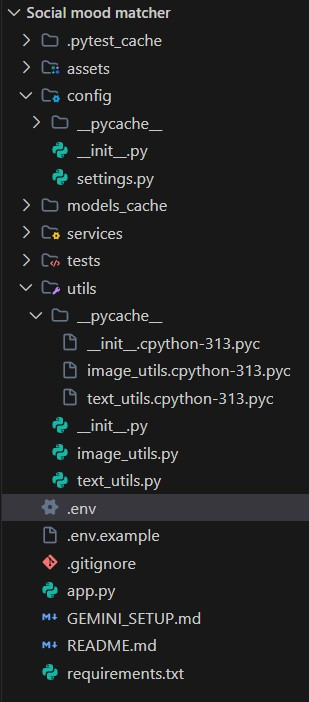 Social mood matcher
.pytest_cache
assets
config
__pycache__
__init__.py
settings.py
models_cache
services
tests
utils
__pycache__
__init__.cpython-313.pyc
image_utils.cpython-313.pyc
text_utils.cpython-313.pyc
__init__.py
image_utils.py
text_utils.py
.env
.env.example
.gitignore
app.py
GEMINI_SETUP.md
README.md
requirements.txt